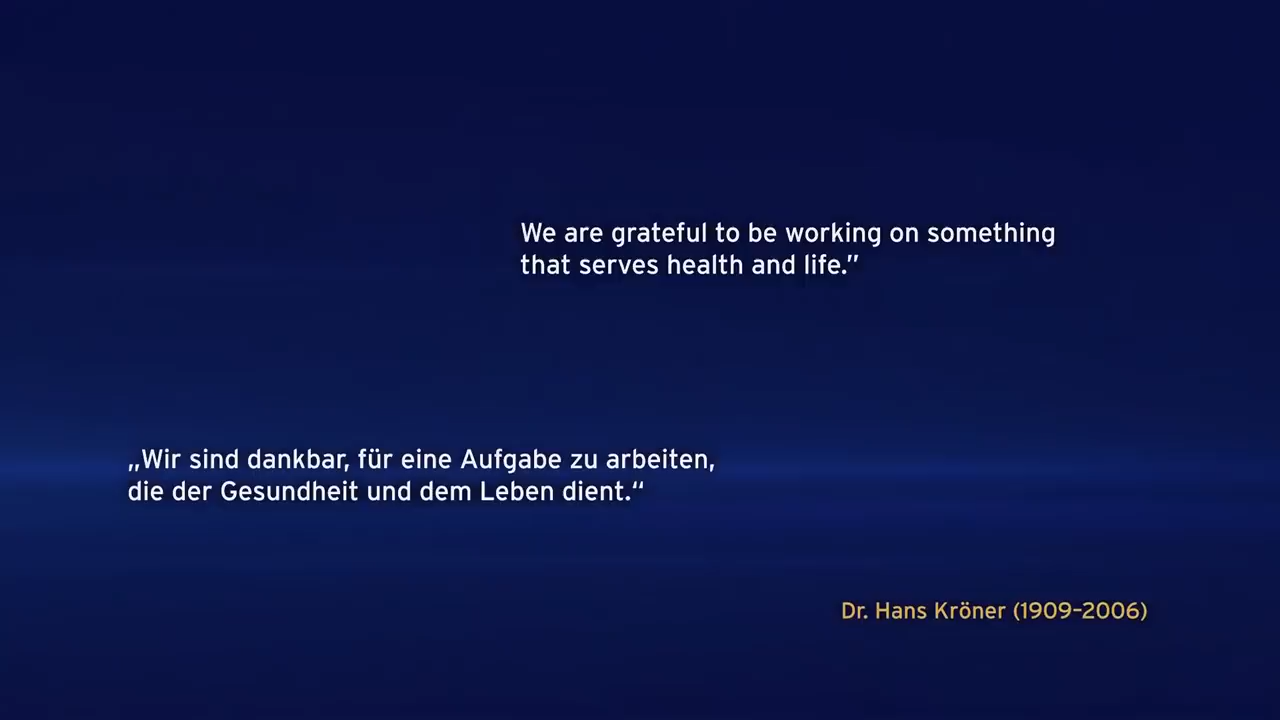 We are grateful to be working on something
that serves health and life.”
„Wir sind dankbar, für eine Aufgabe zu arbeiten,
die der Gesundheit und dem Leben dient.“
Dr. Hans Kröner (1909–2006)